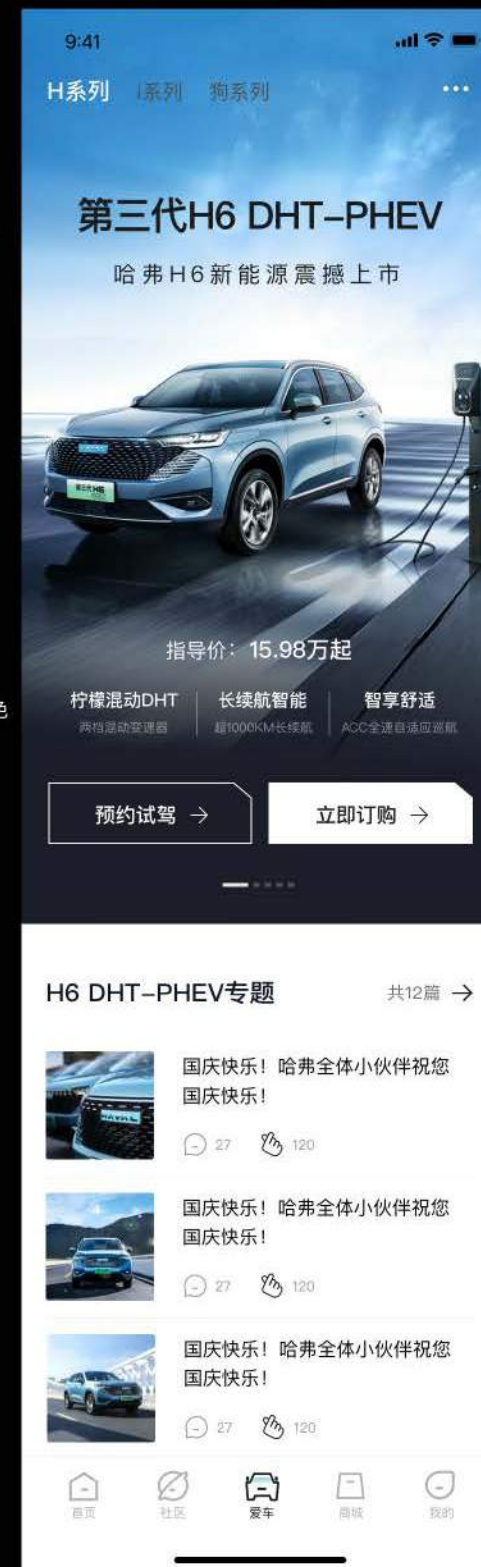 9:41
H系列 i系列 狗系列
第三代H6 DHT-PHEV
哈弗H6新能源震撼上市
第三代H6
指导价：15.98万起
柠檬混动DHT 长续航智能 智享舒适
两档混动变速器 超1000KM长续航 ACC全速自适应巡航
色
预约试驾 → 立即订购 →
H6 DHT-PHEV专题 共12篇 →
国庆快乐！哈弗全体小伙伴祝您
国庆快乐！
27 120
HAVAL
国庆快乐！哈弗全体小伙伴祝您
国庆快乐！
27 120
国庆快乐！哈弗全体小伙伴祝您
国庆快乐！
27 120
首页 社区 爱车 商城 我的